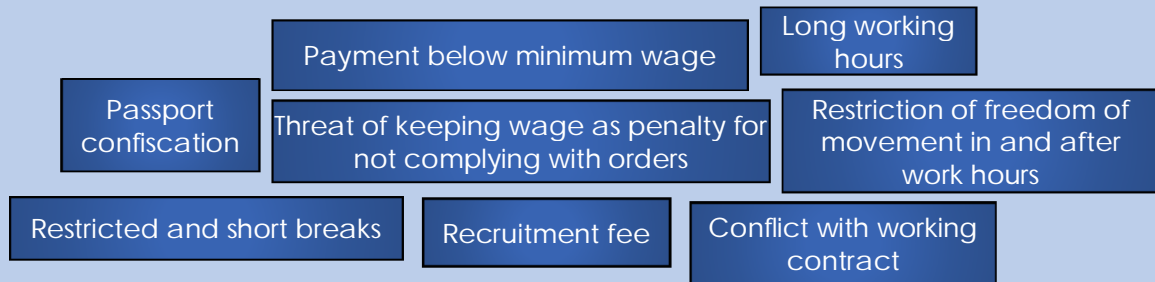 Payment below minimum wage
Long working
hours
Passport
confiscation
Threat of keeping wage as penalty for
not complying with orders
Restriction of freedom of
movement in and after
work hours
Restricted and short breaks
Recruitment fee
Conflict with working
contract